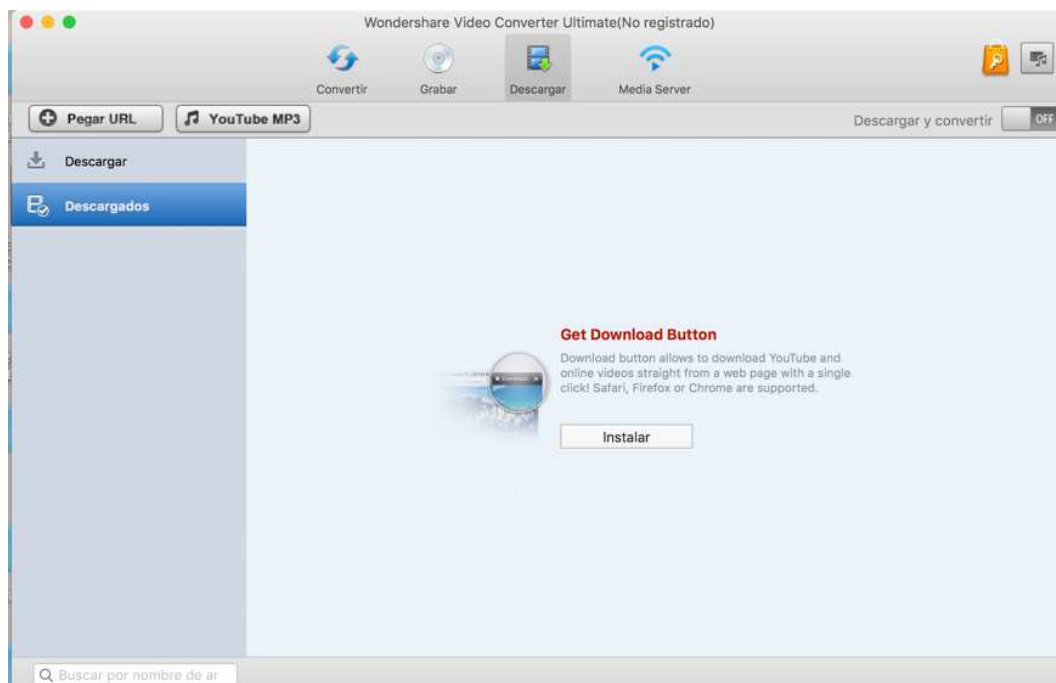 Wondershare Video Converter Ultimate(No registrado)
Convertir
Grabar
Descargar
Media Server
Pegar URL
YouTube MP3
Descargar y convertir
OFF
Descargar
Descargados
Get Download Button
Download button allows to download YouTube and
online videos straight from a web page with a single
click! Safari, Firefox or Chrome are supported.
Instalar
Buscar por nombre de ar